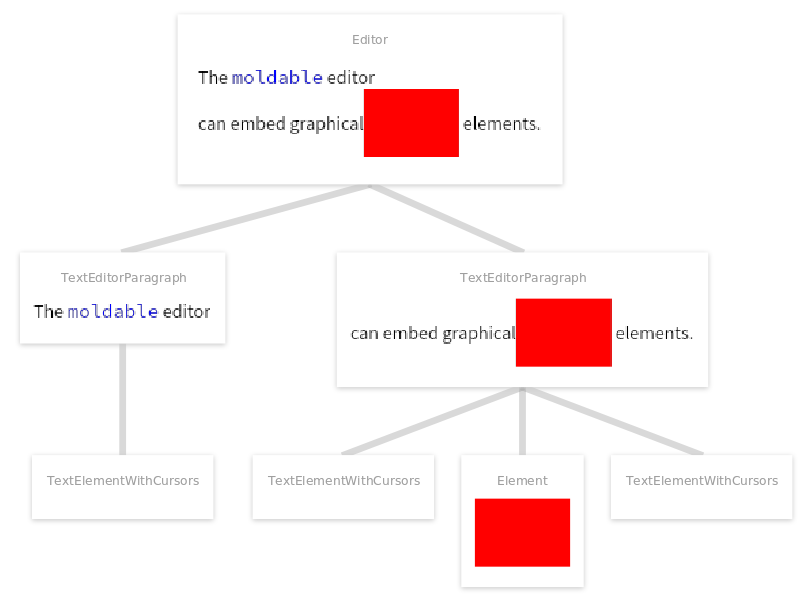 Editor
The moldable editor
can embed graphical elements.
TextEditorParagraph
The moldable editor
TextEditorParagraph
can embed graphical elements.
TextElementWithCursors
TextElementWithCursors
Element
TextElementWithCursors